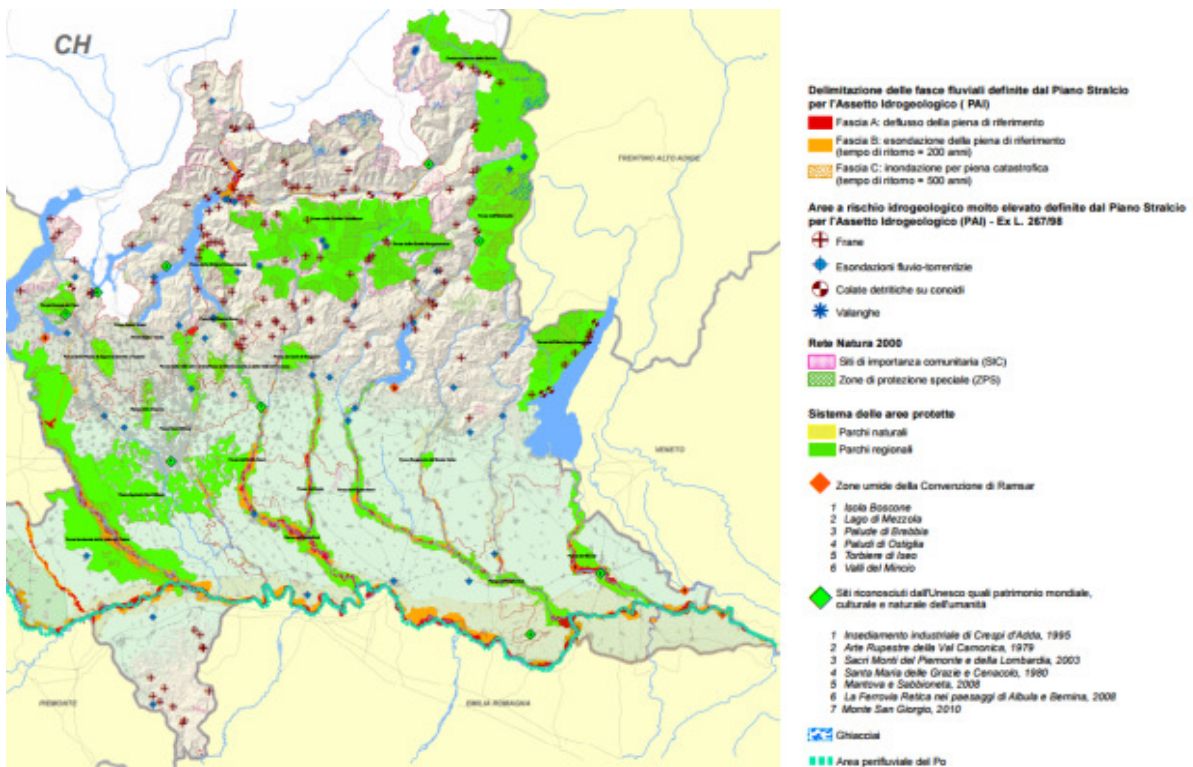 CH
TRENTINO ALTO ADIGE
VENETO
PIEMONTE
EMILIA ROMAGNA
Delimitazione delle fasce fluviali definite dal Piano Stralcio
per l'Assetto Idrogeologico ( PAI)
Fascia A: deflusso della piena di riferimento
Fascia B: esondazione della piena di riferimento
(tempo di ritorno = 200 anni)
Fascia C: inondazione per piena catastrofica
(tempo di ritorno = 500 anni)
Aree a rischio idrogeologico molto elevato definite dal Piano Stralcio
per l'Assetto Idrogeologico (PAI) - Ex L. 267/98
Frane
Esondazioni fluvio-torrentizie
Colate detritiche su conoidi
Valanghe
Rete Natura 2000
Siti di importanza comunitaria (SIC)
Zone di protezione speciale (ZPS)
Sistema delle aree protette
Parchi naturali
Parchi regionali
Zone umide della Convenzione di Ramsar
1 Isola Boscone
2 Lago di Mezzola
3 Palude di Brebbia
4 Paludi di Ostiglia
5 Torbiere di Iseo
6 Valli del Mincio
Siti riconosciuti dall'Unesco quali patrimonio mondiale,
culturale e naturale dell'umanità
1 Insediamento industriale di Crespi d'Adda, 1995
2 Arte Rupestre della Val Camonica, 1979
3 Sacri Monti del Piemonte e della Lombardia, 2003
4 Santa Maria delle Grazie e Cenacolo, 1980
5 Mantova e Sabbioneta, 2008
6 La Ferrovia Retica nei paesaggi di Albula e Bernina, 2008
7 Monte San Giorgio, 2010
Ghiacciai
Area perifluviale del Po